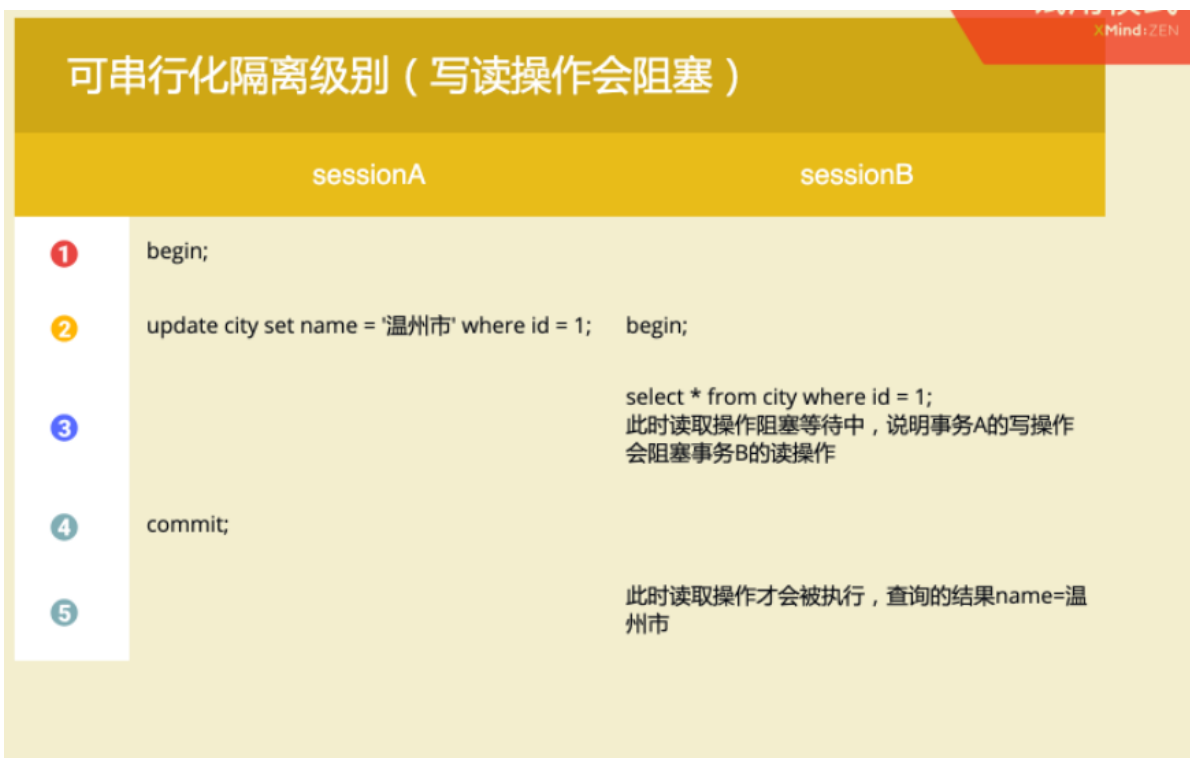 XMind:ZEN
可串行化隔离级别（写读操作会阻塞）
sessionA sessionB
1 begin;
2 update city set name = '温州市' where id = 1; begin;
select * from city where id = 1;
3 此时读取操作阻塞等待中，说明事务A的写操作
会阻塞事务B的读操作
4 commit;
5 此时读取操作才会被执行，查询的结果name=温
州市